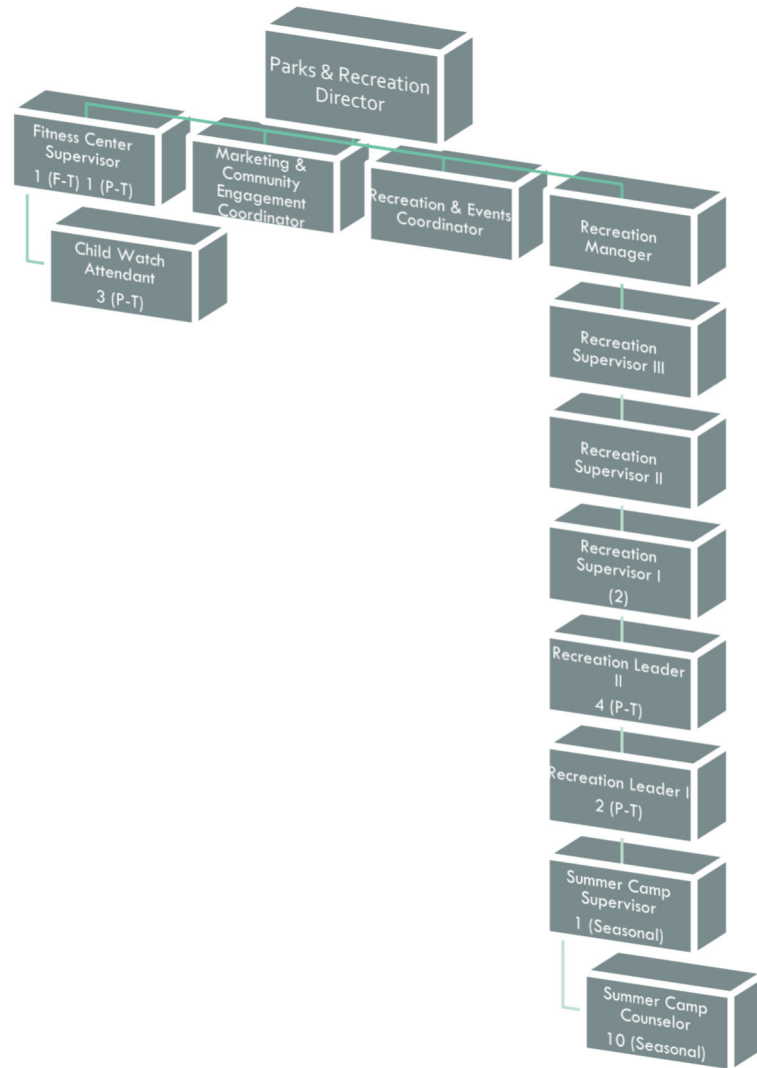 Parks & Recreation
Director
Fitness Center
Supervisor
1 (F-T) 1 (P-T)
Marketing &
Community
Engagement
Coordinator
Recreation & Events
Coordinator
Recreation
Manager
Child Watch
Attendant
3 (P-T)
Recreation
Supervisor III
Recreation
Supervisor II
Recreation
Supervisor I
(2)
Recreation Leader
II
4 (P-T)
Recreation Leader I
2 (P-T)
Summer Camp
Supervisor
1 (Seasonal)
Summer Camp
Counselor
10 (Seasonal)